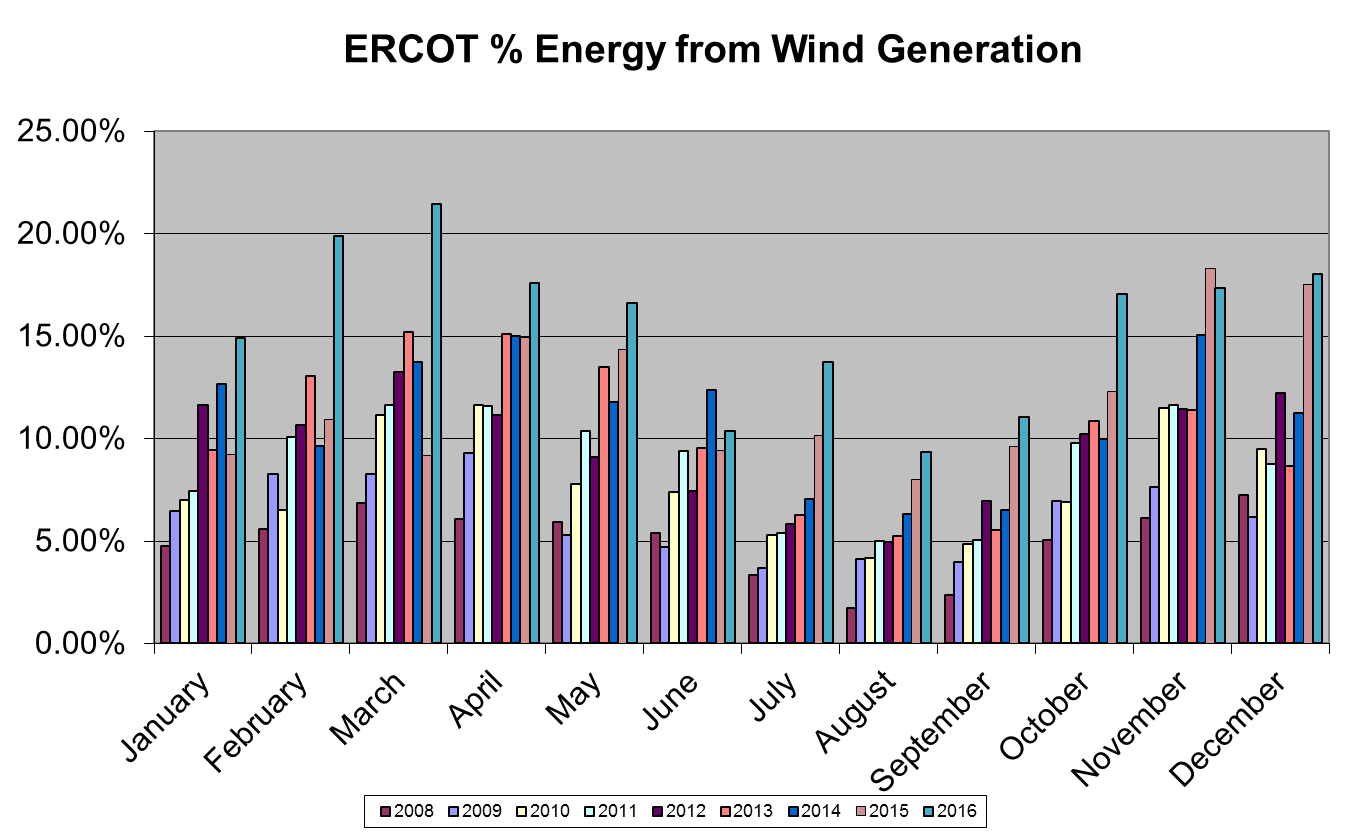 ERCOT % Energy from Wind Generation
25.00%
20.00%
15.00%
10.00%
5.00%
0.00%
January February March April May June July August September October November December
2008 2009 2010 2011 2012 2013 2014 2015 2016